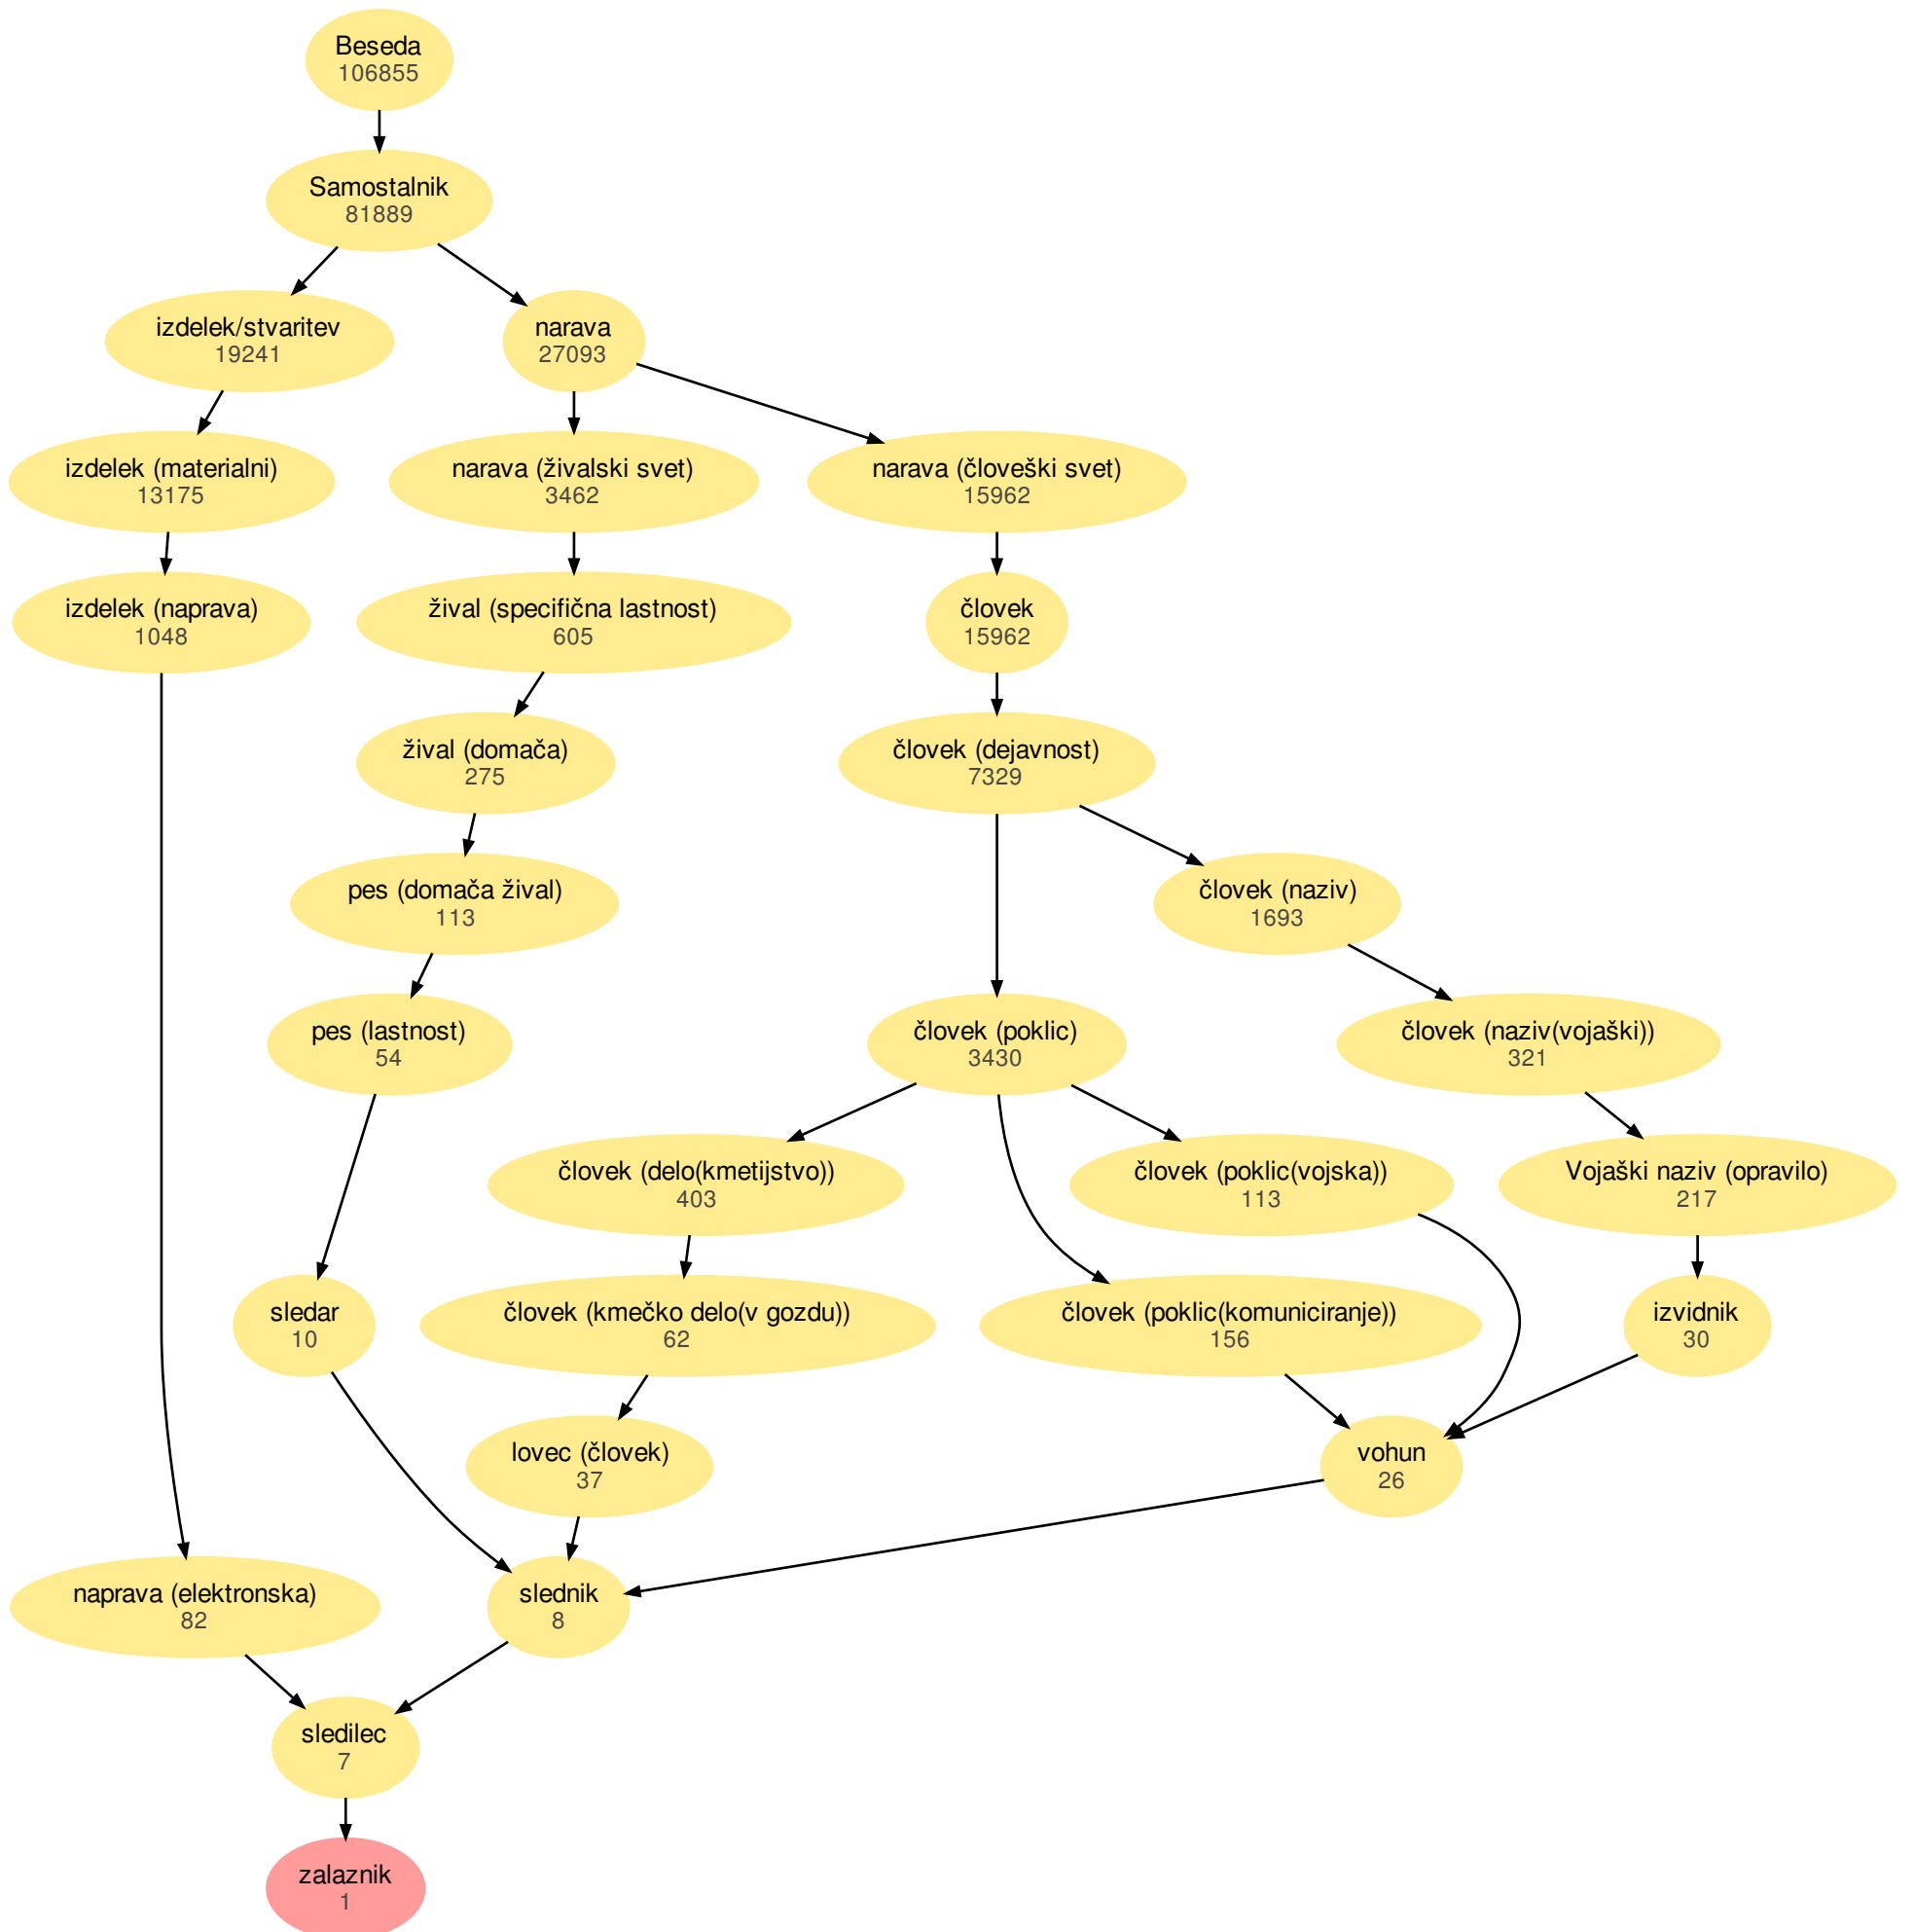 Beseda
106855
Samostalnik
81889
izdelek/stvaritev
19241
narava
27093
izdelek (materialni)
13175
narava (živalski svet)
3462
narava (človeški svet)
15962
izdelek (naprava)
1048
žival (specifična lastnost)
605
človek
15962
žival (domača)
275
človek (dejavnost)
7329
pes (domača žival)
113
človek (naziv)
1693
pes (lastnost)
54
človek (poklic)
3430
človek (naziv(vojaški))
321
človek (delo(kmetijstvo))
403
človek (poklic(vojska))
113
Vojaški naziv (opravilo)
217
sledar
10
človek (kmečko delo(v gozdu))
62
človek (poklic(komuniciranje))
156
izvidnik
30
lovec (človek)
37
vohun
26
naprava (elektronska)
82
slednik
8
sledilec
7
zalaznik
1